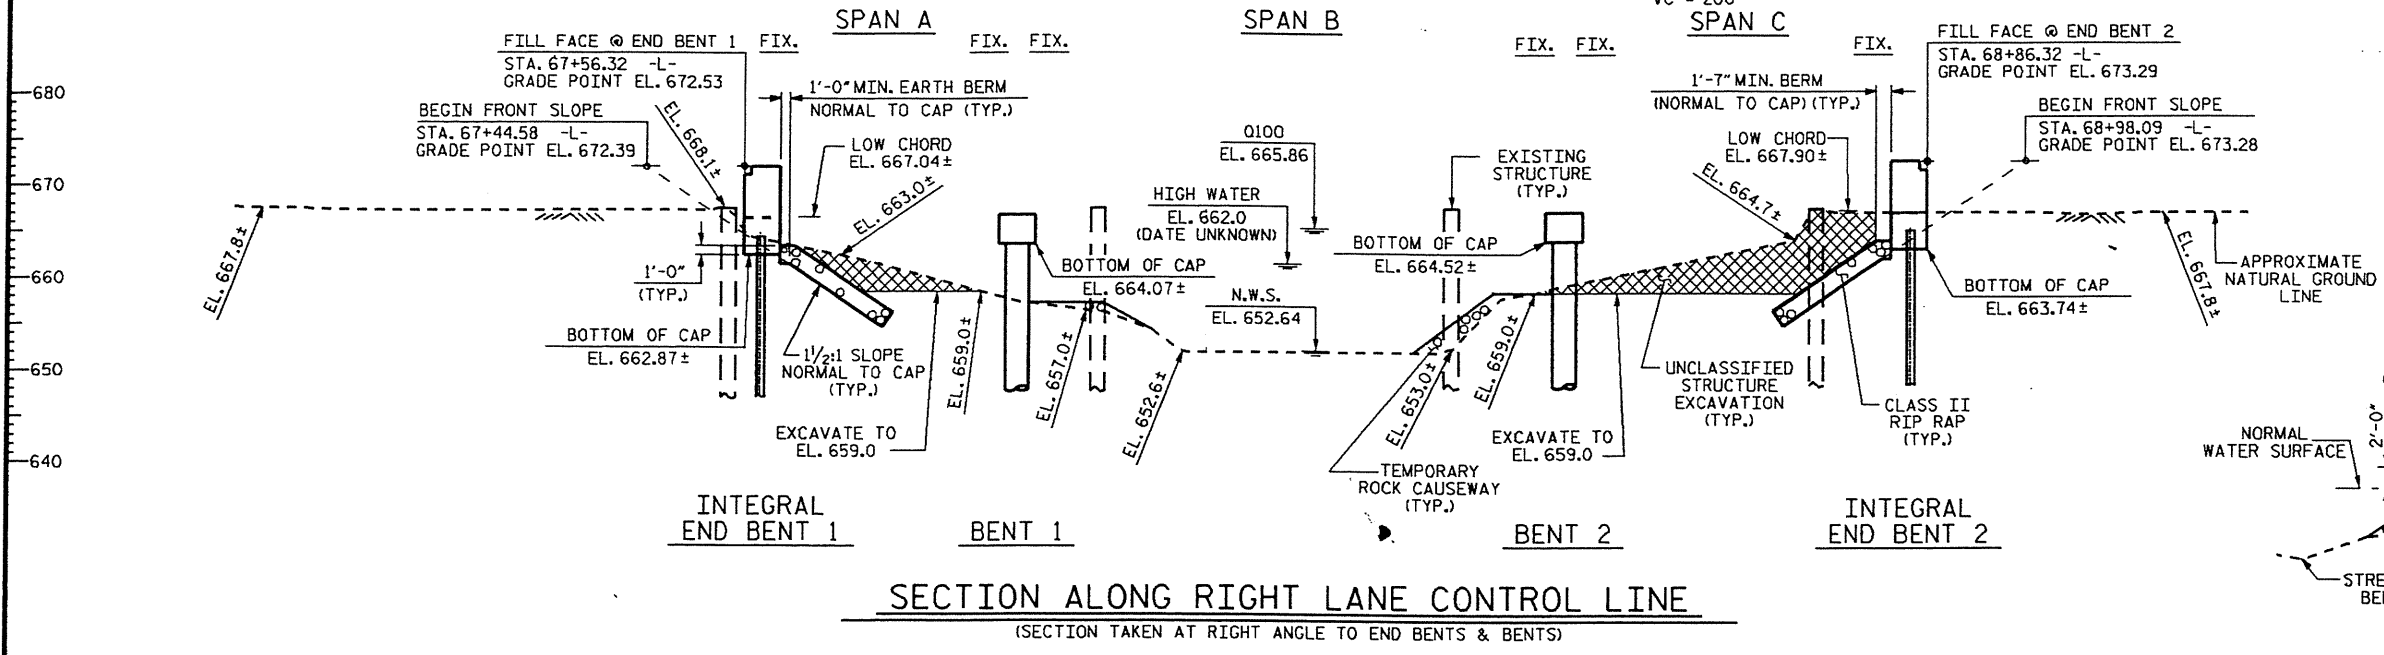 VC = 200'
SPAN A
SPAN B
SPAN C
FILL FACE @ END BENT 1
STA. 67+56.32 -L-
GRADE POINT EL. 672.53
FIX.
FIX.
FIX.
FIX.
FIX.
FIX.
FILL FACE @ END BENT 2
STA. 68+86.32 -L-
GRADE POINT EL. 673.29
680
670
660
650
640
BEGIN FRONT SLOPE
STA. 67+44.58 -L-
GRADE POINT EL. 672.39
EL. 668.1±
1'-0" MIN. EARTH BERM
NORMAL TO CAP (TYP.)
LOW CHORD
EL. 667.04±
EL. 663.0±
Q100
EL. 665.86
HIGH WATER
EL. 662.0
(DATE UNKNOWN)
N.W.S.
EL. 652.64
EXISTING
STRUCTURE
(TYP.)
BOTTOM OF CAP
EL. 664.52±
1'-7" MIN. BERM
(NORMAL TO CAP) (TYP.)
LOW CHORD
EL. 667.90±
EL. 664.7±
BEGIN FRONT SLOPE
STA. 68+98.09 -L-
GRADE POINT EL. 673.28
EL. 667.8±
1'-0"
(TYP.)
BOTTOM OF CAP
EL. 662.87±
1½:1 SLOPE
NORMAL TO CAP
(TYP.)
EXCAVATE TO
EL. 659.0
EL. 659.0±
BOTTOM OF CAP
EL. 664.07±
EL. 657.0±
EL. 652.6±
EL. 653.0±
EL. 659.0±
TEMPORARY
ROCK CAUSEWAY
(TYP.)
EXCAVATE TO
EL. 659.0
UNCLASSIFIED
STRUCTURE
EXCAVATION
(TYP.)
CLASS II
RIP RAP
(TYP.)
BOTTOM OF CAP
EL. 663.74±
EL. 667.8±
APPROXIMATE
NATURAL GROUND
LINE
NORMAL
WATER SURFACE
2'-0"
STRE
BE
INTEGRAL
END BENT 1
BENT 1
BENT 2
INTEGRAL
END BENT 2
SECTION ALONG RIGHT LANE CONTROL LINE
(SECTION TAKEN AT RIGHT ANGLE TO END BENTS & BENTS)